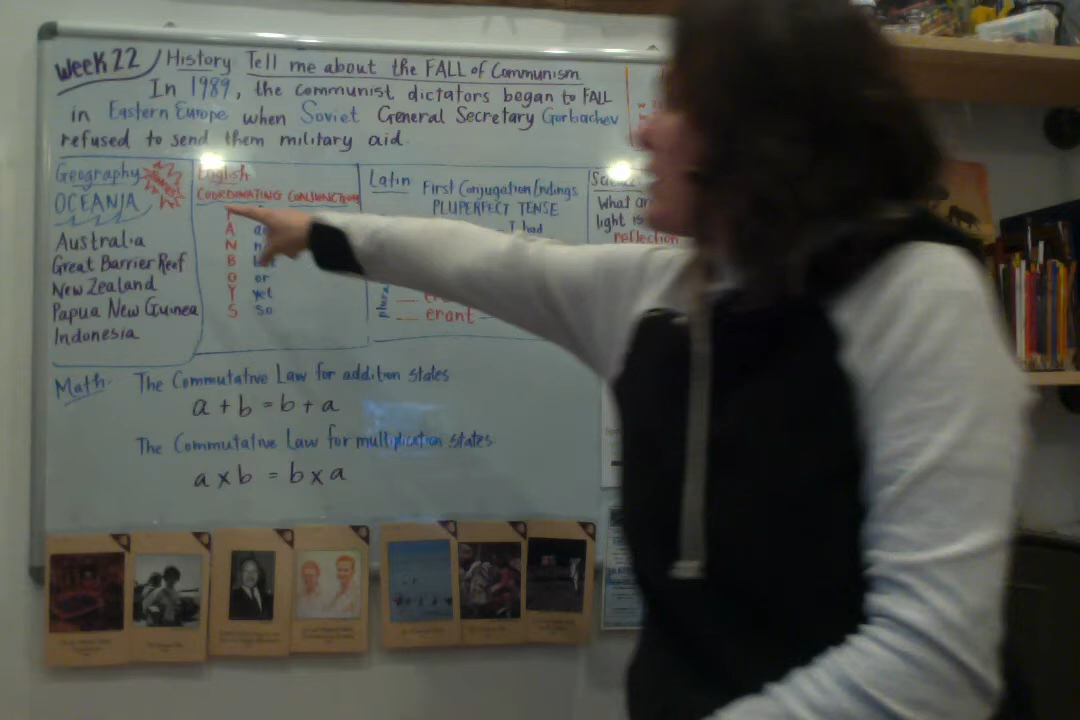 Week 22 History Tell me about the FALL of Communism
In 1989, the communist dictators began to FALL
in Eastern Europe when Soviet General Secretary Gorbachev
refused to send them military aid.
Geography
OCEANIA
Australia
Great Barrier Reef
New Zealand
Papua New Guinea
Indonesia
English
COORDINATING CONJUNCTIONS
A
N
B
O or
Y yet
S so
Latin First Conjugation Endings
PLUPERFECT TENSE
I had
erant
What
light is
reflection
Math. The Commutative Law for addition states
a + b = b + a
The Commutative Law for multiplication states
a x b = b x a